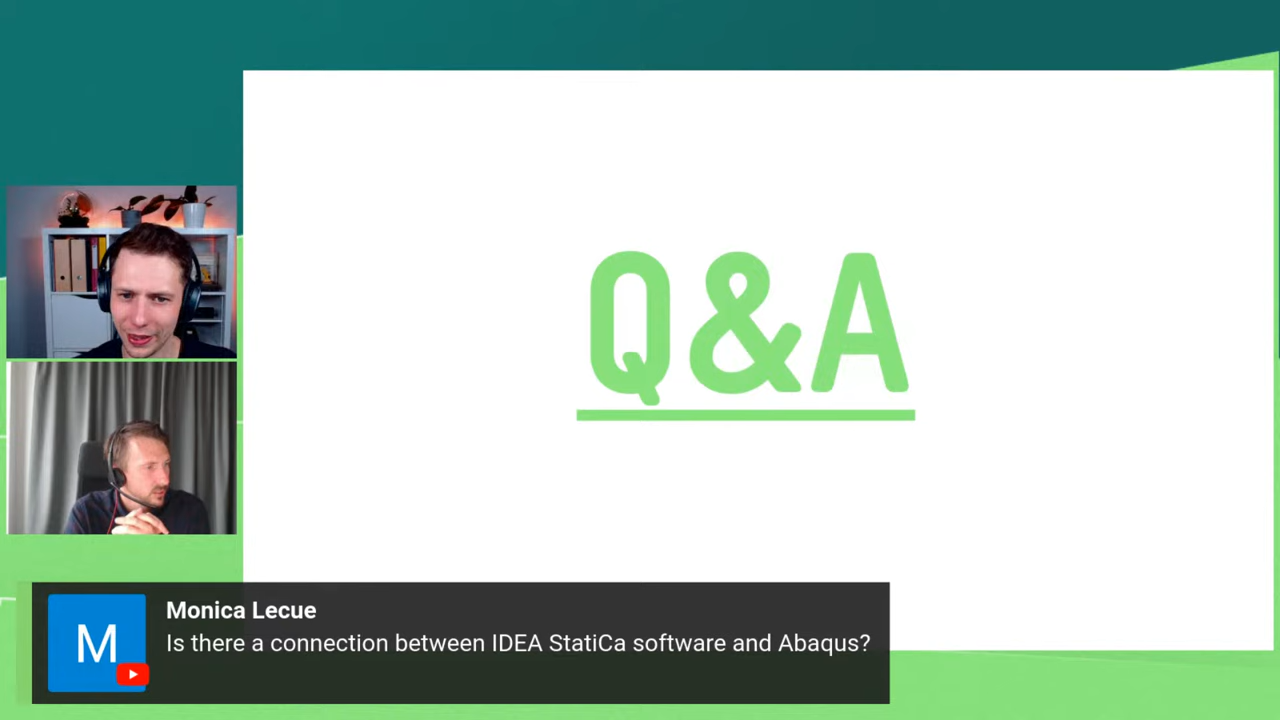 Q&A
M
Monica Lecue
Is there a connection between IDEA StatiCa software and Abaqus?